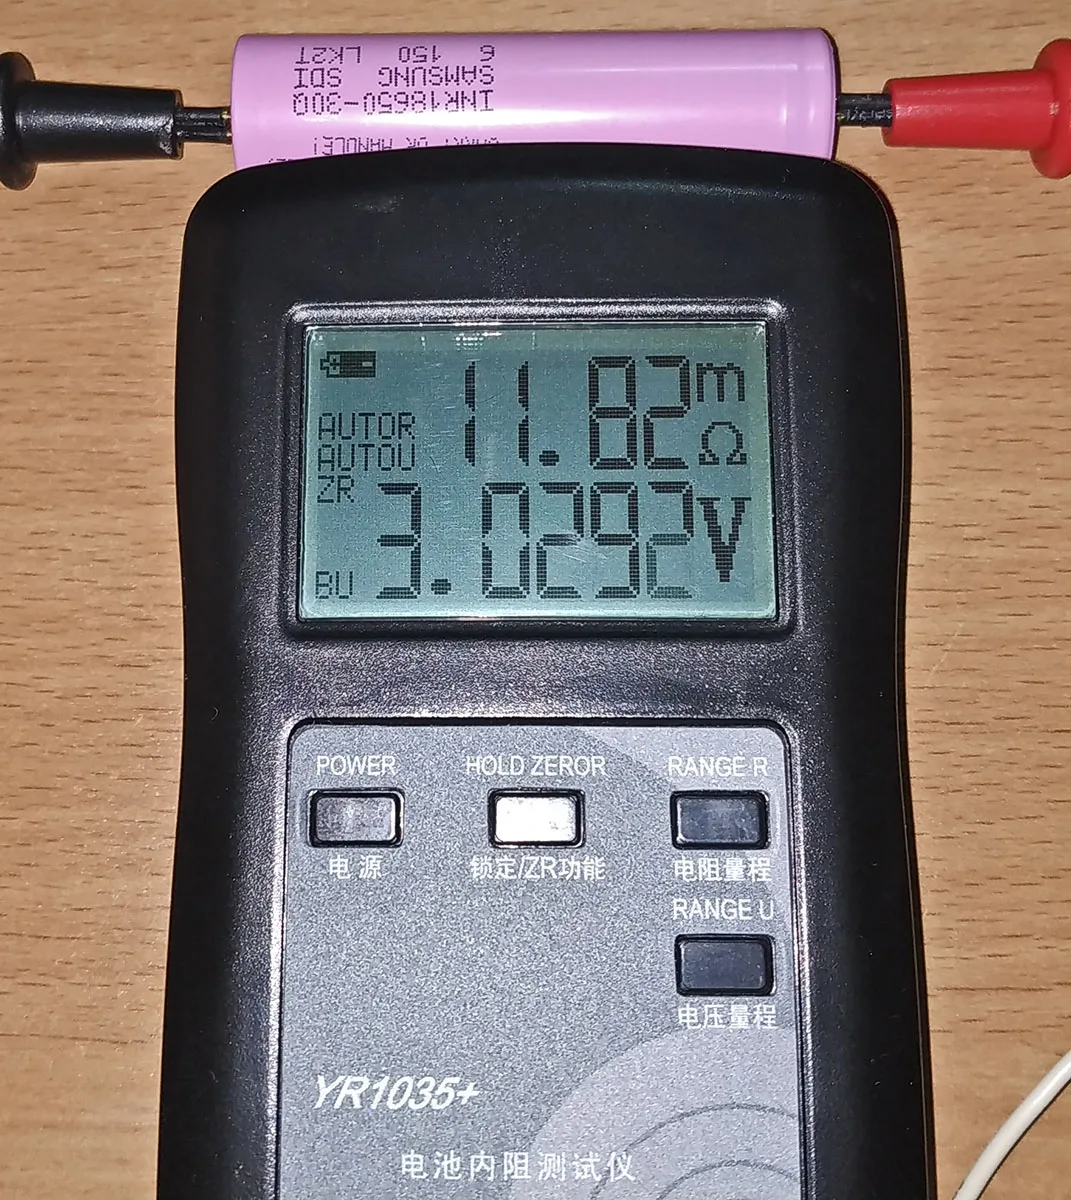 INR18650-30Q
SAMSUNG SDI
6 150 LK2T
11.82 mΩ
AUTOR
AUTOU
ZR
3.0292V
BU
POWER HOLD ZEROR RANGE R
电源 锁定/ZR功能 电阻量程
RANGE U
电压量程
YR1035+
电池内阻测试仪